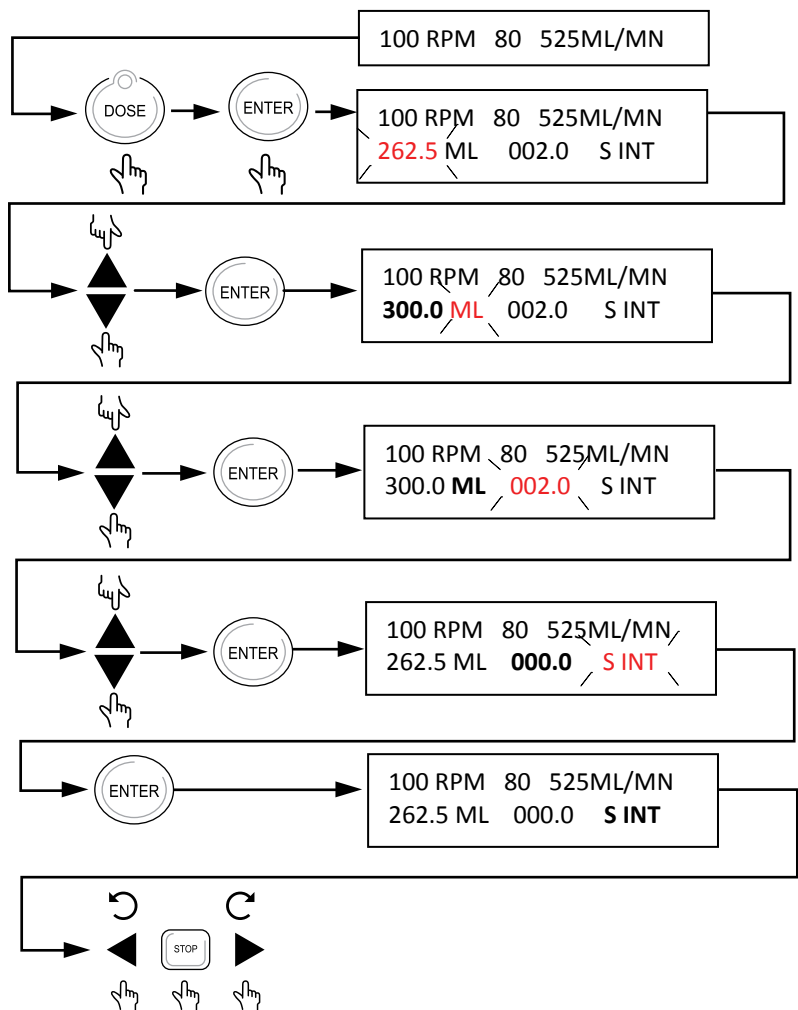 100 RPM 80 525ML/MN
DOSE
ENTER
100 RPM 80 525ML/MN
262.5 ML 002.0 S INT
ENTER
100 RPM 80 525ML/MN
300.0 ML 002.0 S INT
ENTER
100 RPM 80 525ML/MN
300.0 ML 002.0 S INT
ENTER
100 RPM 80 525ML/MN
262.5 ML 000.0 S INT
ENTER
100 RPM 80 525ML/MN
262.5 ML 000.0 S INT
STOP